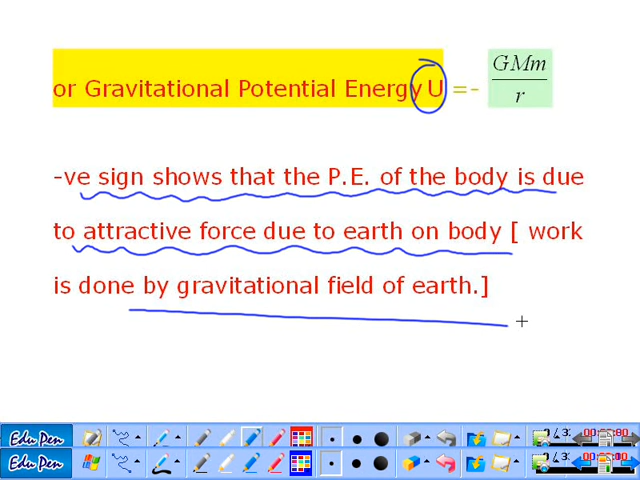 or Gravitational Potential Energy U = - GMm/r
-ve sign shows that the P.E. of the body is due
to attractive force due to earth on body [ work
is done by gravitational field of earth.]
Edu Pen
Edu Pen